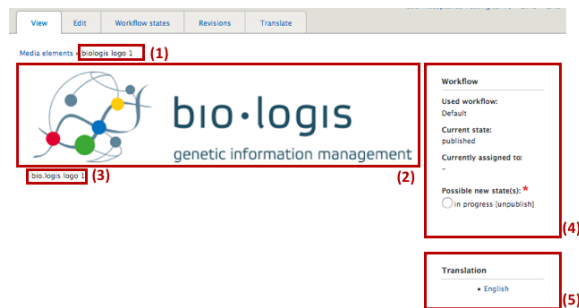 View Edit Workflow states Revisions Translate
Media elements » biologis logo 1 (1)
bio•logis
genetic information management
bio.logis logo 1 (3) (2)
Workflow
Used workflow:
Default
Current state:
published
Currently assigned to:
–
Possible new state(s): *
in progress [unpublish]
(4)
Translation
• English
(5)